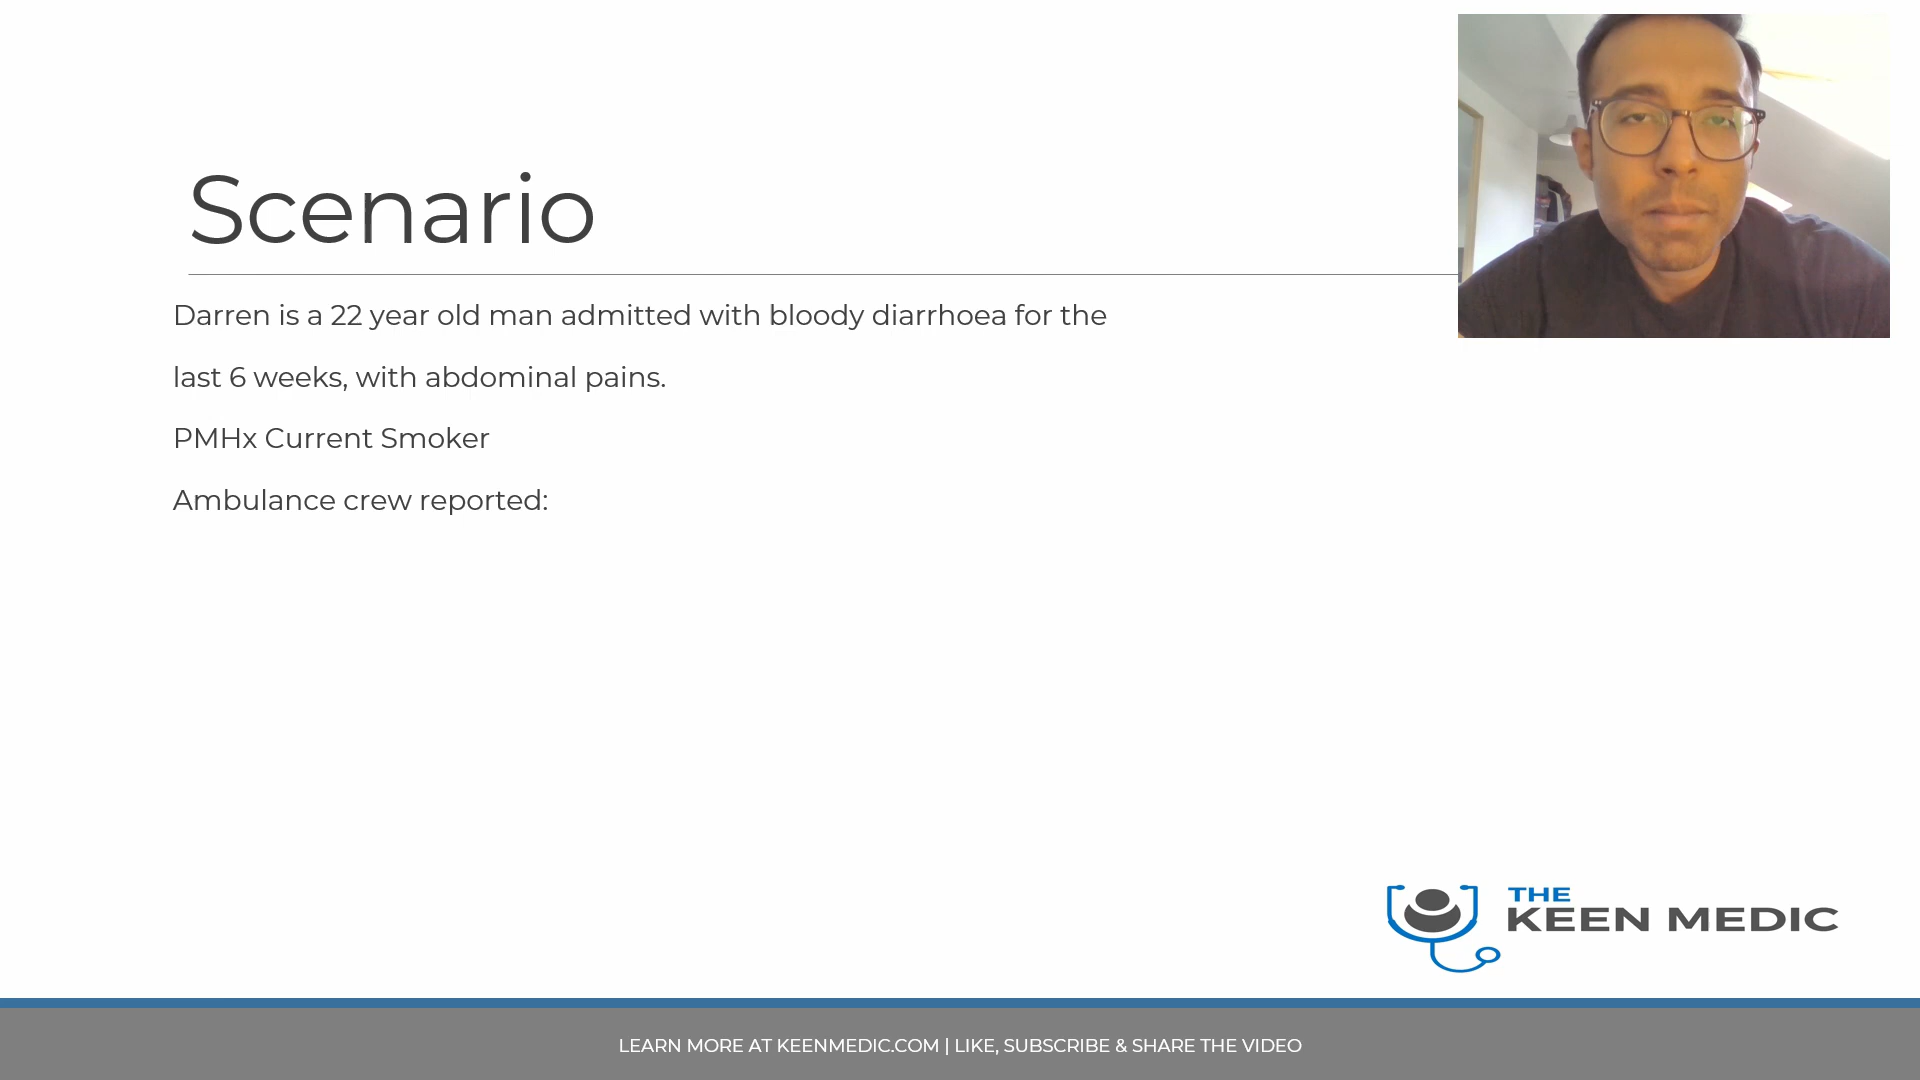 Scenario
Darren is a 22 year old man admitted with bloody diarrhoea for the
last 6 weeks, with abdominal pains.
PMHx Current Smoker
Ambulance crew reported:
THE
KEEN MEDIC
LEARN MORE AT KEENMEDIC.COM | LIKE, SUBSCRIBE & SHARE THE VIDEO